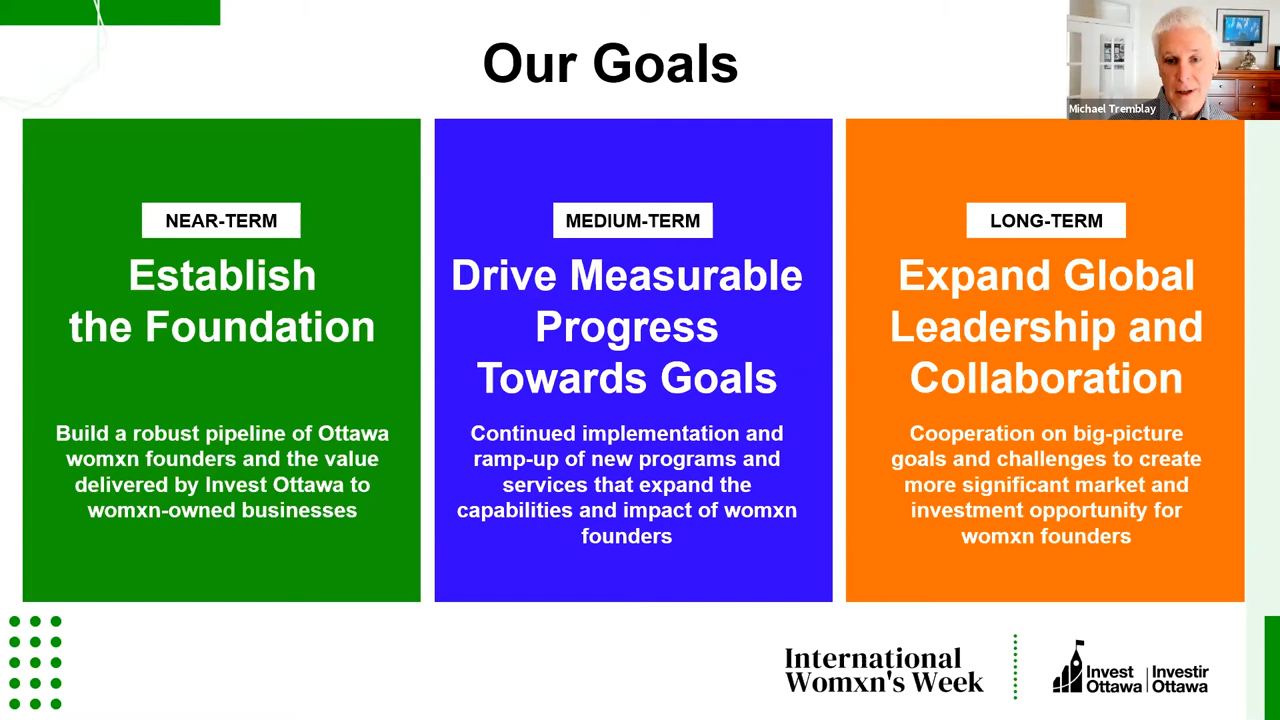 Our Goals
Michael Tremblay
NEAR-TERM
Establish
the Foundation
Build a robust pipeline of Ottawa
womxn founders and the value
delivered by Invest Ottawa to
womxn-owned businesses
MEDIUM-TERM
Drive Measurable
Progress
Towards Goals
Continued implementation and
ramp-up of new programs and
services that expand the
capabilities and impact of womxn
founders
LONG-TERM
Expand Global
Leadership and
Collaboration
Cooperation on big-picture
goals and challenges to create
more significant market and
investment opportunity for
womxn founders
International
Womxn's Week
Invest
Ottawa
Investir
Ottawa